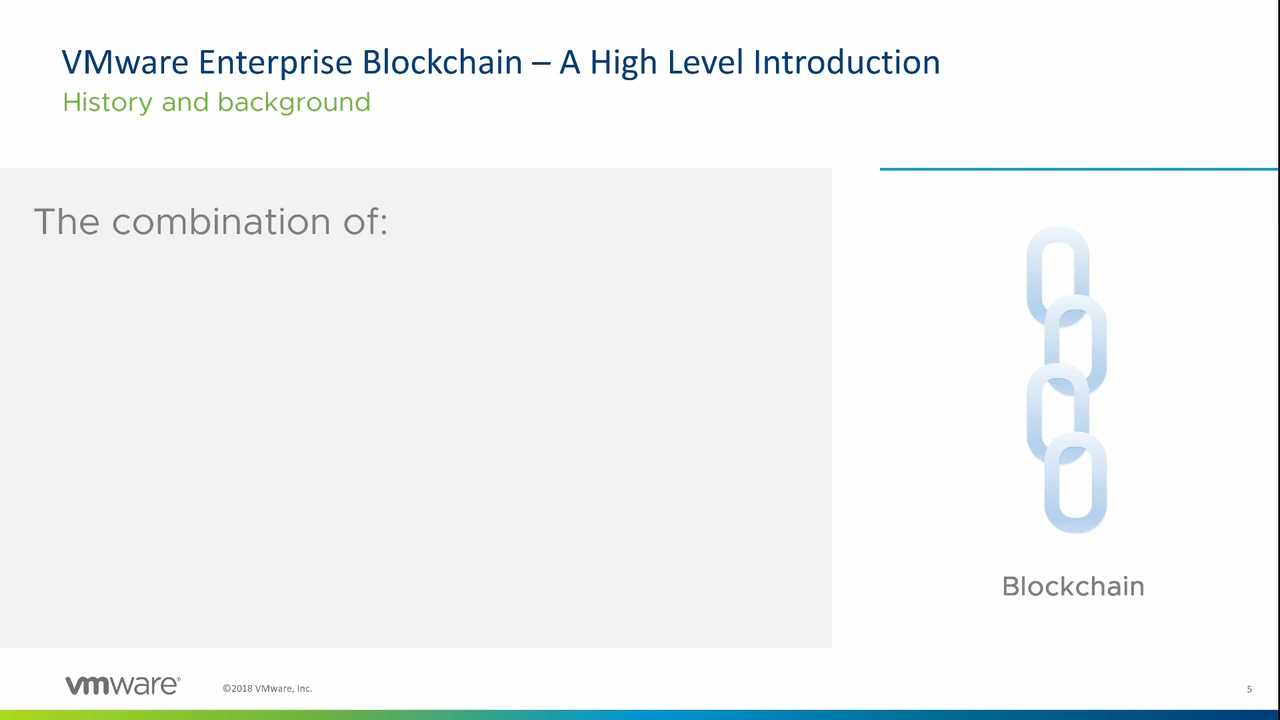 VMware Enterprise Blockchain – A High Level Introduction
History and background
The combination of:
Blockchain
vmware®
©2018 VMware, Inc.
5